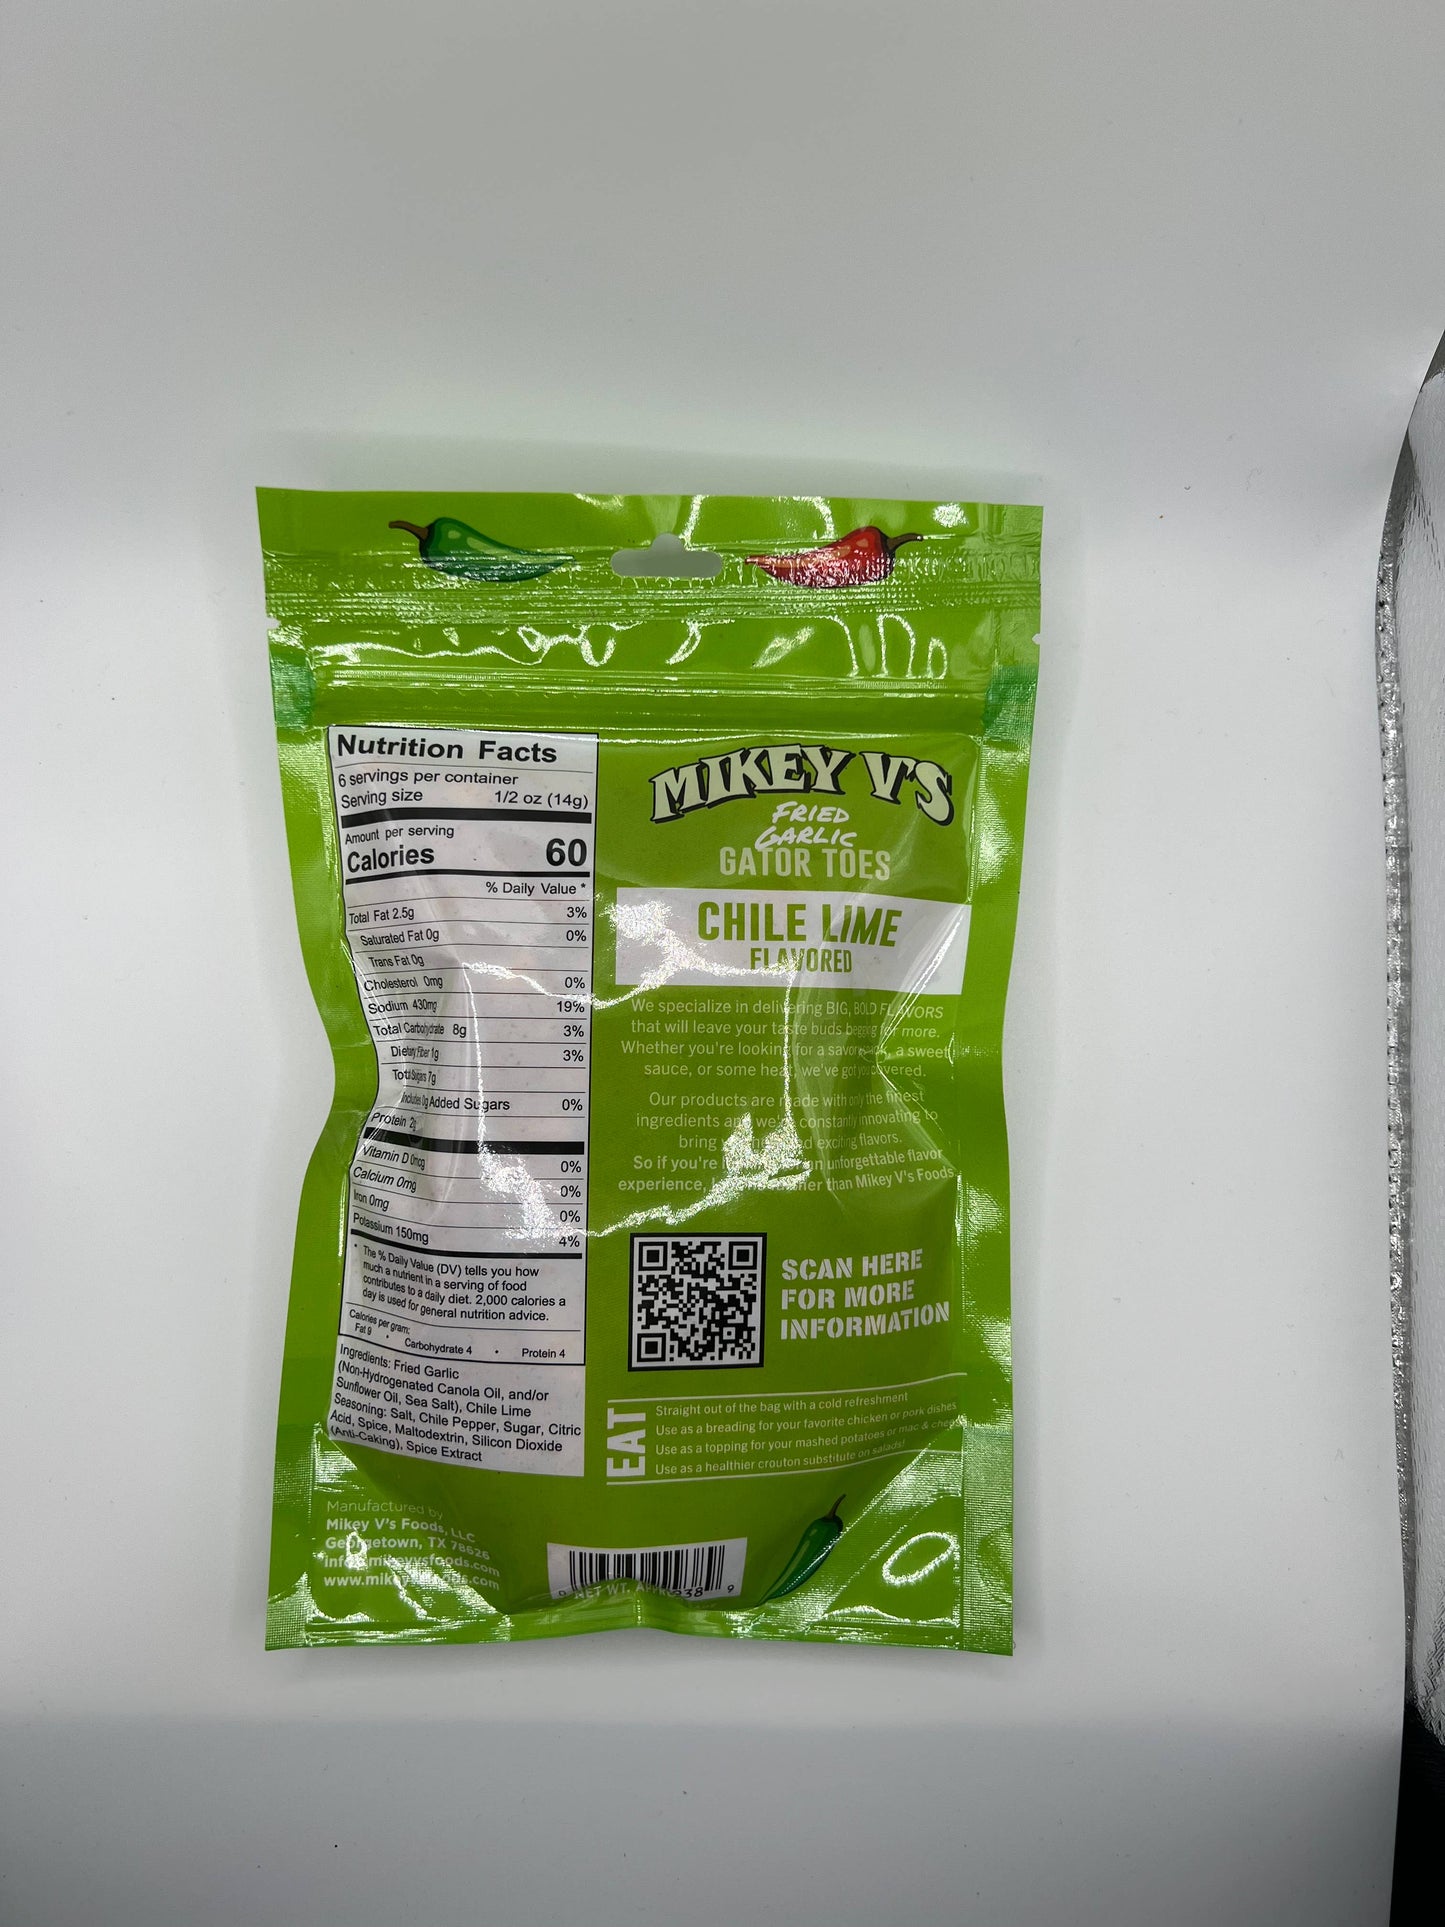 Nutrition Facts
6 servings per container
Serving size 1/2 oz (14g)
Amount per serving
Calories 60
% Daily Value *
Total Fat 2.5g 3%
Saturated Fat 0g 0%
Trans Fat 0g
Cholesterol 0mg 0%
Sodium 430mg 19%
Total Carbohydrate 8g 3%
Dietary Fiber 1g 3%
Total Sugars 7g
Includes 0g Added Sugars 0%
Protein 2g
Vitamin D 0mcg 0%
Calcium 0mg 0%
Iron 0mg 0%
Potassium 150mg 4%
* The % Daily Value (DV) tells you how
much a nutrient in a serving of food
contributes to a daily diet. 2,000 calories a
day is used for general nutrition advice.
Calories per gram:
Fat 9 • Carbohydrate 4 • Protein 4
Ingredients: Fried Garlic
(Non-Hydrogenated Canola Oil, and/or
Sunflower Oil, Sea Salt), Chile Lime
Seasoning: Salt, Chile Pepper, Sugar, Citric
Acid, Spice, Maltodextrin, Silicon Dioxide
(Anti-Caking), Spice Extract
Manufactured by
Mikey V's Foods, LLC
Georgetown, TX 78626
info@mikeyvsfoods.com
MIKEY V'S
FRIED
GARLIC
GATOR TOES
CHILE LIME
FLAVORED
We specialize in delivering BIG, BOLD FLAVORS
that will leave your taste buds begging for more.
Whether you're looking for a savory snack, a sweet
sauce, or some heat, we've got you covered.
Our products are made with only the finest
ingredients and we're constantly innovating to
bring exciting flavors.
So if you're an unforgettable flavor
experience, than Mikey V's Foods.
SCAN HERE
FOR MORE
INFORMATION
EAT
Straight out of the bag with a cold refreshment
Use as a breading for your favorite chicken or pork dishes
Use as a topping for your mashed potatoes or mac & cheese
Use as a healthier crouton substitute on salads!
NET WT.